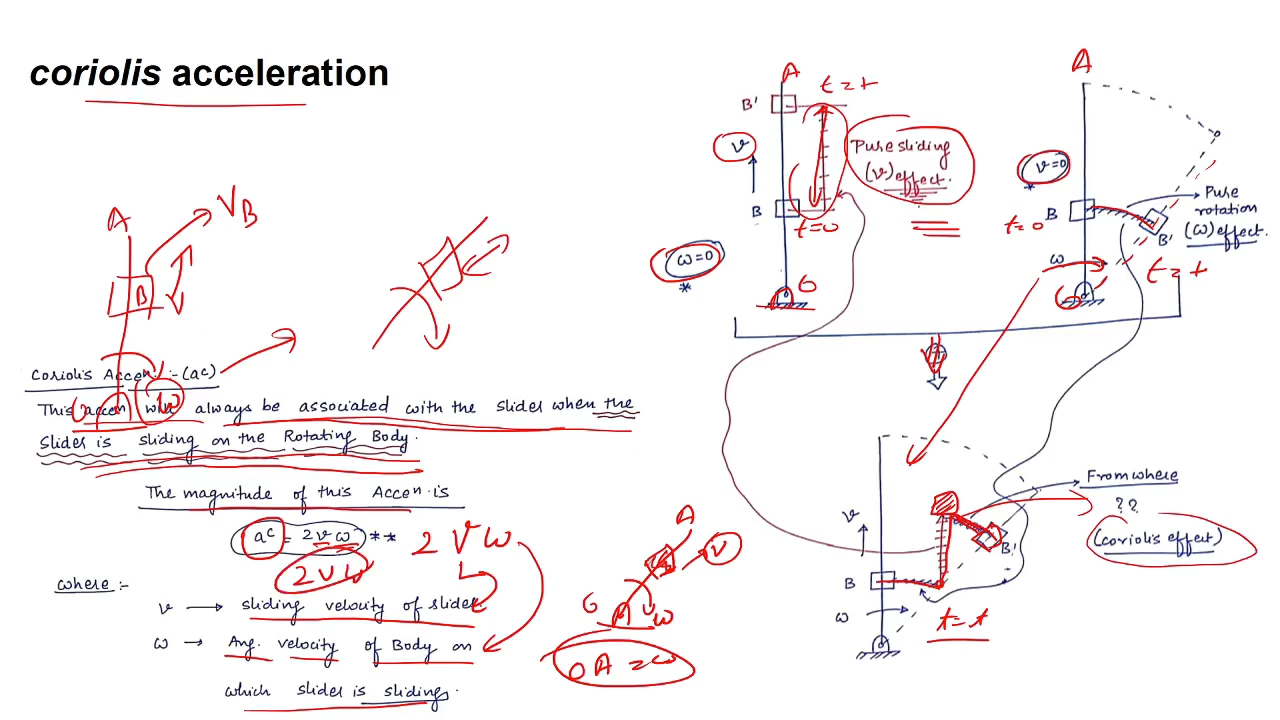 coriolis acceleration
A
V_B
B
Coriolis Accen :- (ac)
This accen will always be associated with the slider when the
slider is sliding on the Rotating Body.
The magnitude of this Accen. is
a^c = 2vω **
2Vω
2Vω
where :-
v → sliding velocity of slider.
ω → Ang. velocity of Body on
which slider is sliding.
A
V
O
ω
OA = ω
A
t = t
B'
v
Pure sliding
(v) effect.
B
t=0
ω=0
*
O
A
v=0
*
Pure
rotation
(ω) effect.
B
t=0
B'
ω
t = t
O
v
From where
??
(coriolis effect)
B
B'
ω
t = t